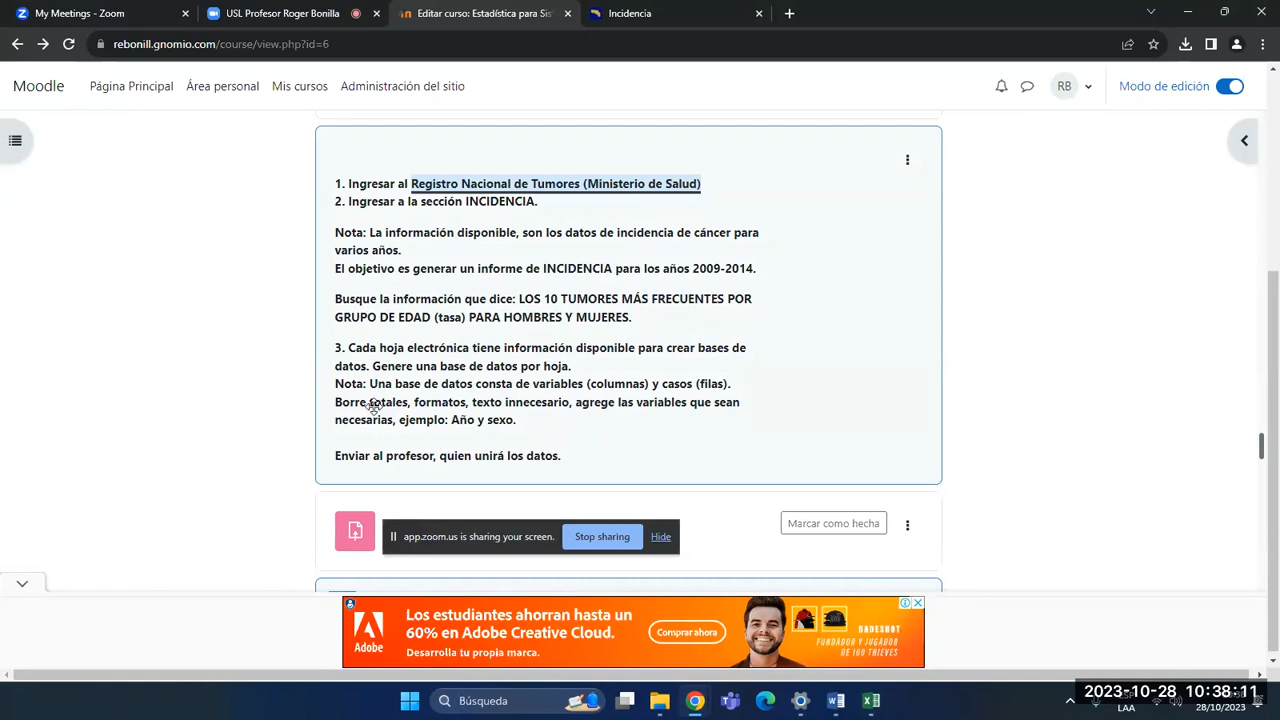 My Meetings - Zoom
USL Profesor Roger Bonilla
Editar curso: Estadística para Sis
Incidencia
rebonill.gnomio.com/course/view.php?id=6
Moodle
Página Principal
Área personal
Mis cursos
Administración del sitio
RB
Modo de edición
1. Ingresar al Registro Nacional de Tumores (Ministerio de Salud)
2. Ingresar a la sección INCIDENCIA.
Nota: La información disponible, son los datos de incidencia de cáncer para
varios años.
El objetivo es generar un informe de INCIDENCIA para los años 2009-2014.
Busque la información que dice: LOS 10 TUMORES MÁS FRECUENTES POR
GRUPO DE EDAD (tasa) PARA HOMBRES Y MUJERES.
3. Cada hoja electrónica tiene información disponible para crear bases de
datos. Genere una base de datos por hoja.
Nota: Una base de datos consta de variables (columnas) y casos (filas).
Borre totales, formatos, texto innecesario, agrege las variables que sean
necesarias, ejemplo: Año y sexo.
Enviar al profesor, quien unirá los datos.
Marcar como hecha
app.zoom.us is sharing your screen.
Stop sharing
Hide
Adobe
Los estudiantes ahorran hasta un
60% en Adobe Creative Cloud.
Desarrolla tu propia marca.
Comprar ahora
RADESHOT
FUNDADOR Y JUGADOR
DE 100 THIEVES
Búsqueda
2023-10-28 10:38:11
LAA
28/10/2023